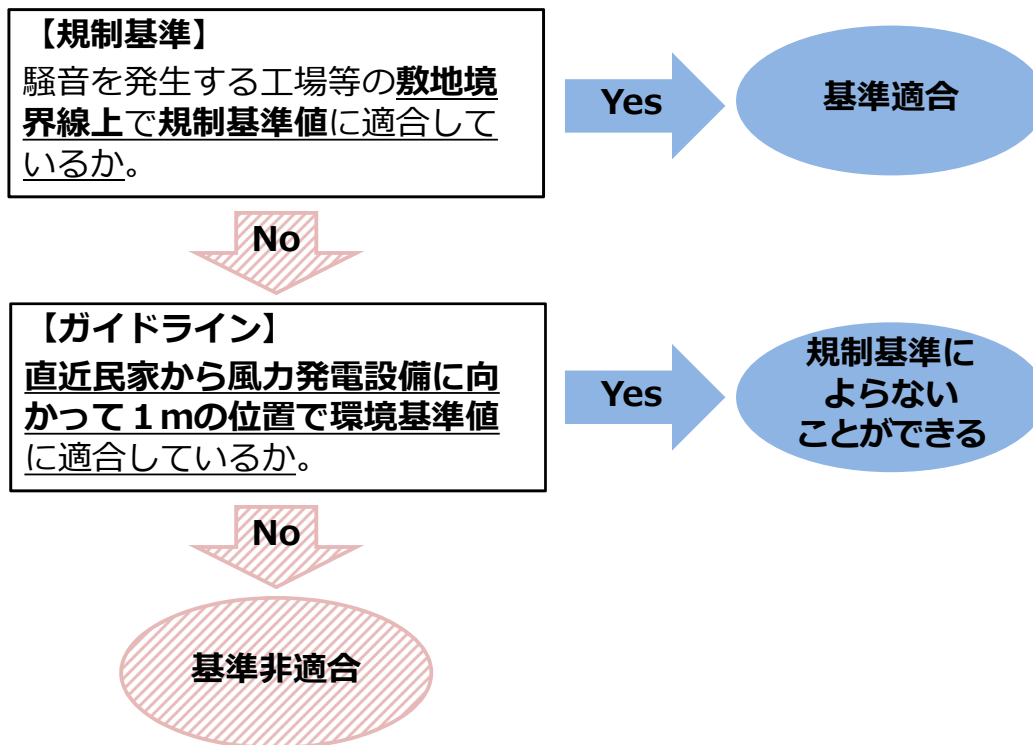 【規制基準】
騒音を発生する工場等の敷地境
界線上で規制基準値に適合して
いるか。
Yes
基準適合
No
【ガイドライン】
直近民家から風力発電設備に向
かって１mの位置で環境基準値
に適合しているか。
Yes
規制基準に
よらない
ことができる
No
基準非適合